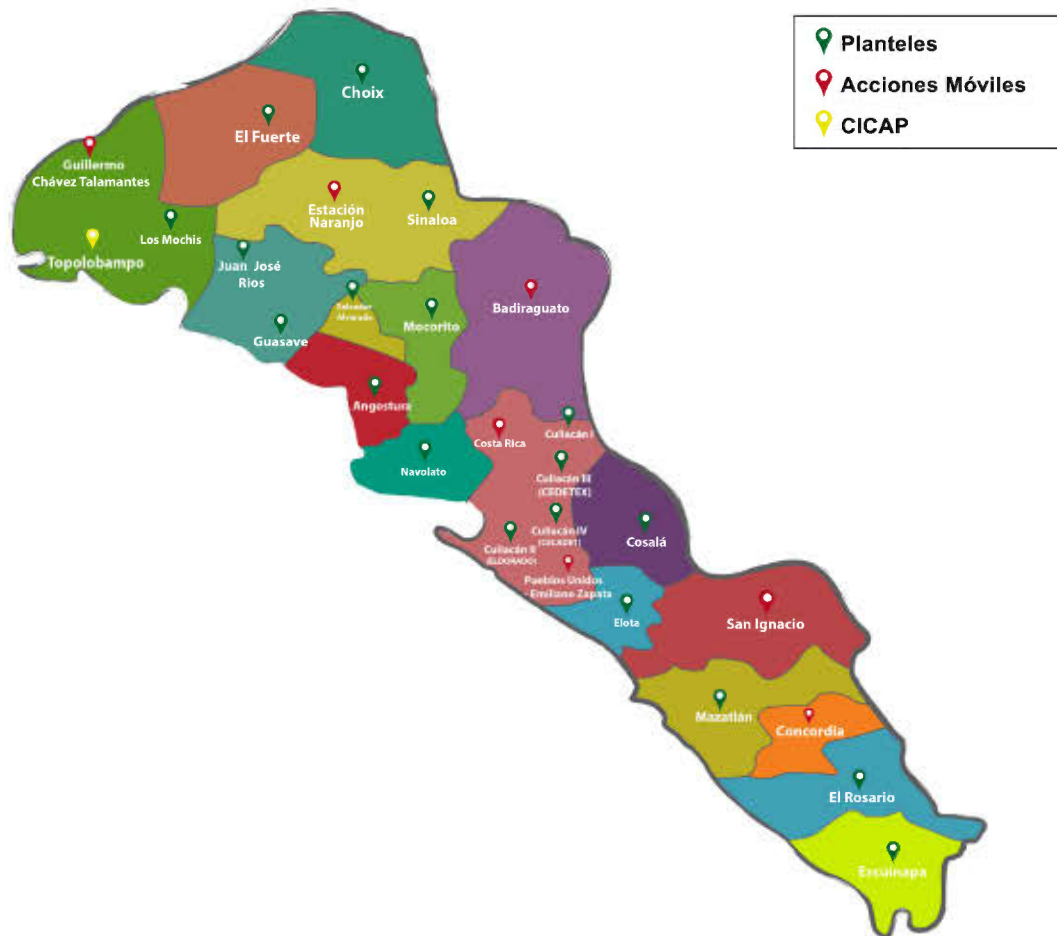 Planteles
Acciones Móviles
CICAP
Choix
El Fuerte
Guillermo
Chávez Talamantes
Estación
Naranjo
Sinaloa
Los Mochis
Topolobampo
Juan José
Rios
Salvador
Alvarado
Mocorito
Badiraguato
Guasave
Angostura
Costa Rica
Culiacán I
Navolato
Culiacán III
(CEDETEX)
Culiacán IV
Culiacán II
(ELDORADO)
Cosalá
Pueblos Unidos
- Emiliano Zapata
Elota
San Ignacio
Mazatlán
Concordia
El Rosario
Escuinapa